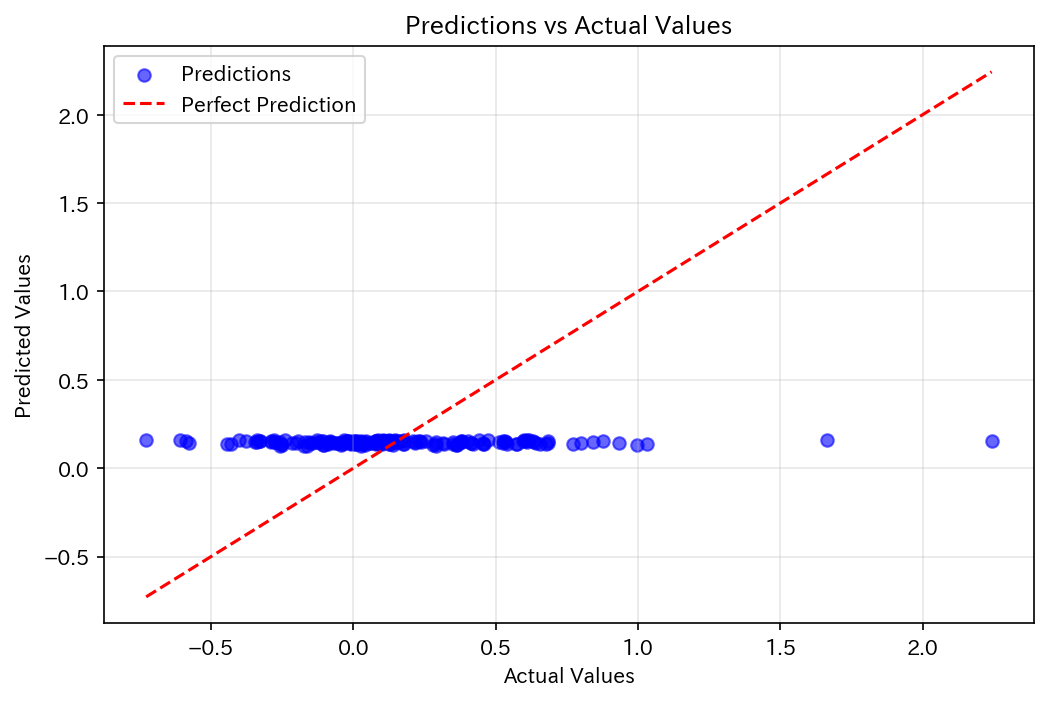 Predictions vs Actual Values
Predictions
Perfect Prediction
2.0
1.5
1.0
0.5
0.0
−0.5
Predicted Values
−0.5
0.0
0.5
1.0
1.5
2.0
Actual Values